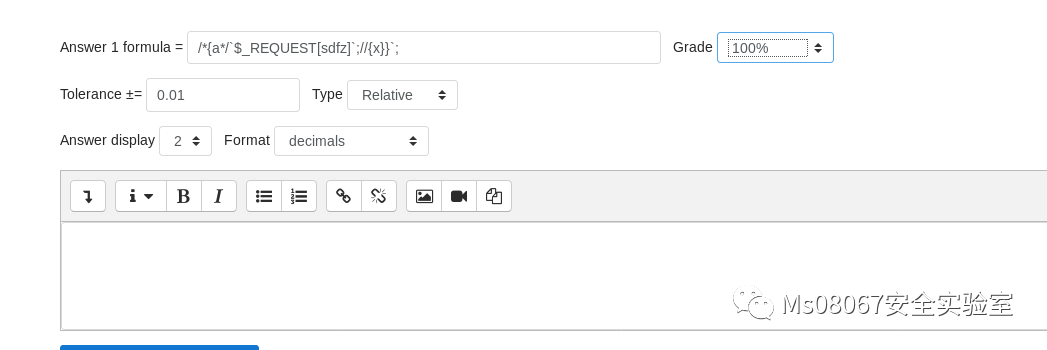 Answer 1 formula = /*{a*/`$_REQUEST[sdfz]`;//{x}}`; Grade 100%
Tolerance ±= 0.01 Type Relative
Answer display 2 Format decimals
Ms08067安全实验室